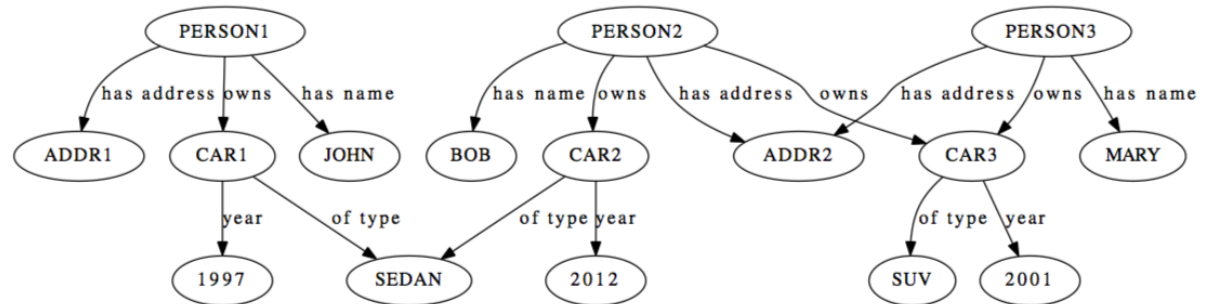 PERSON1 PERSON2 PERSON3
has address owns has name has name owns has address owns has address owns has name
ADDR1 CAR1 JOHN BOB CAR2 ADDR2 CAR3 MARY
year of type of type year of type year
1997 SEDAN 2012 SUV 2001